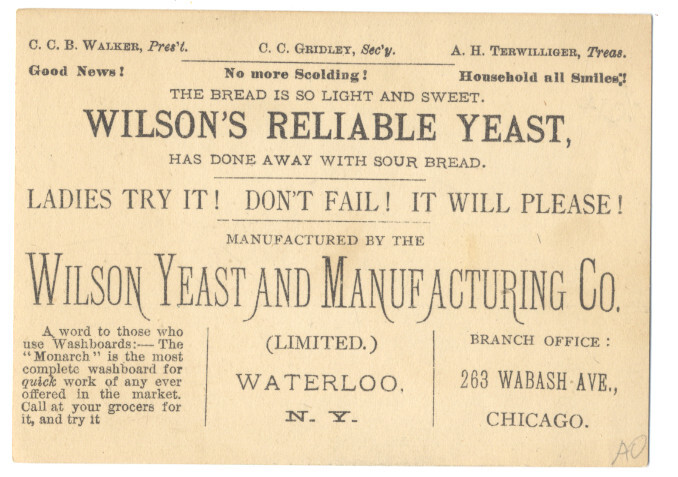 C. C. B. WALKER, Pres't. C. C. GRIDLEY, Sec'y. A. H. TERWILLIGER, Treas.
Good News! No more Scolding! Household all Smiles!
THE BREAD IS SO LIGHT AND SWEET.
WILSON'S RELIABLE YEAST,
HAS DONE AWAY WITH SOUR BREAD.
LADIES TRY IT! DON'T FAIL! IT WILL PLEASE!
MANUFACTURED BY THE
WILSON YEAST AND MANUFACTURING CO.
A word to those who
use Washboards:— The
"Monarch" is the most
complete washboard for
quick work of any ever
offered in the market.
Call at your grocers for
it, and try it
(LIMITED.)
WATERLOO,
N. Y.
BRANCH OFFICE:
263 WABASH AVE.,
CHICAGO.
AO